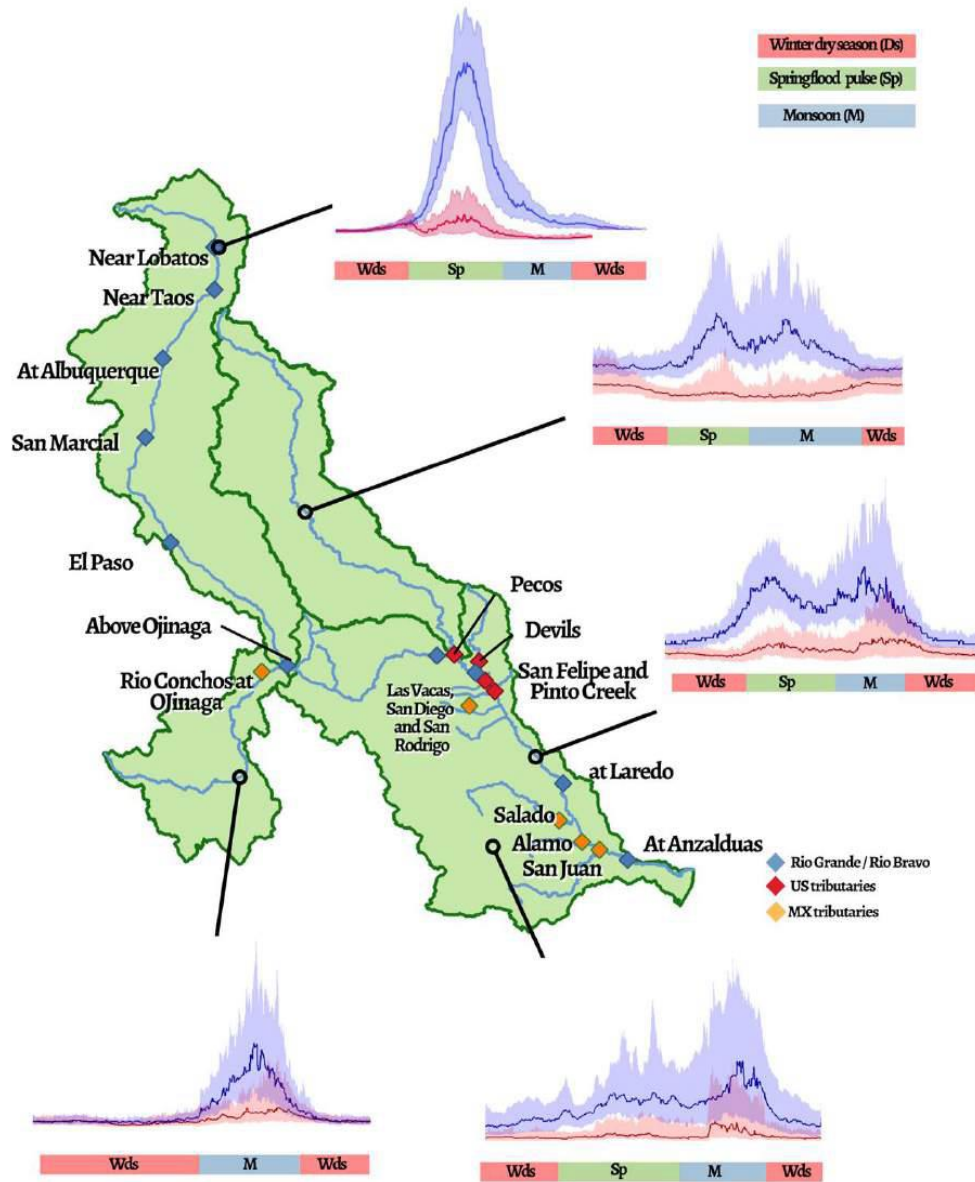 Winter dry season (Ds)
Springflood pulse (Sp)
Monsoon (M)
Wds Sp M Wds
Near Lobatos
Near Taos
At Albuquerque
San Marcial
El Paso
Above Ojinaga
Rio Conchos at
OJinaga
Wds Sp M Wds
Wds Sp M Wds
Pecos
Devils
San Felipe and
Pinto Creek
Las Vacas,
San Diego
and San
Rodrigo
at Laredo
Salado
Alamo
San Juan
At Anzalduas
Rio Grande / Rio Bravo
US tributaries
MX tributaries
Wds M Wds
Wds Sp M Wds